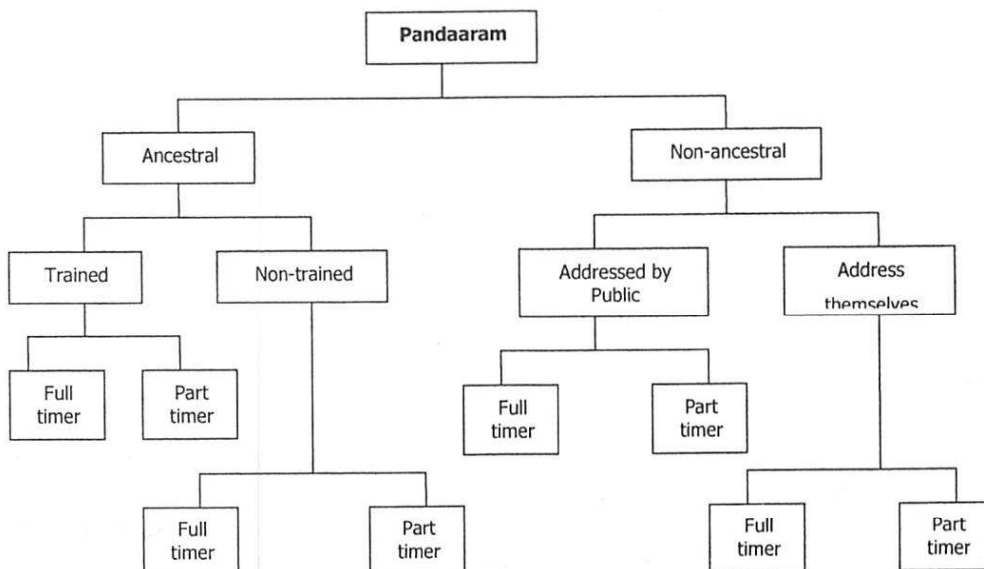 Pandaaram
Ancestral
Non-ancestral
Trained
Non-trained
Addressed by
Public
Address
themselves
Full
timer
Part
timer
Full
timer
Part
timer
Full
timer
Part
timer
Full
timer
Part
timer